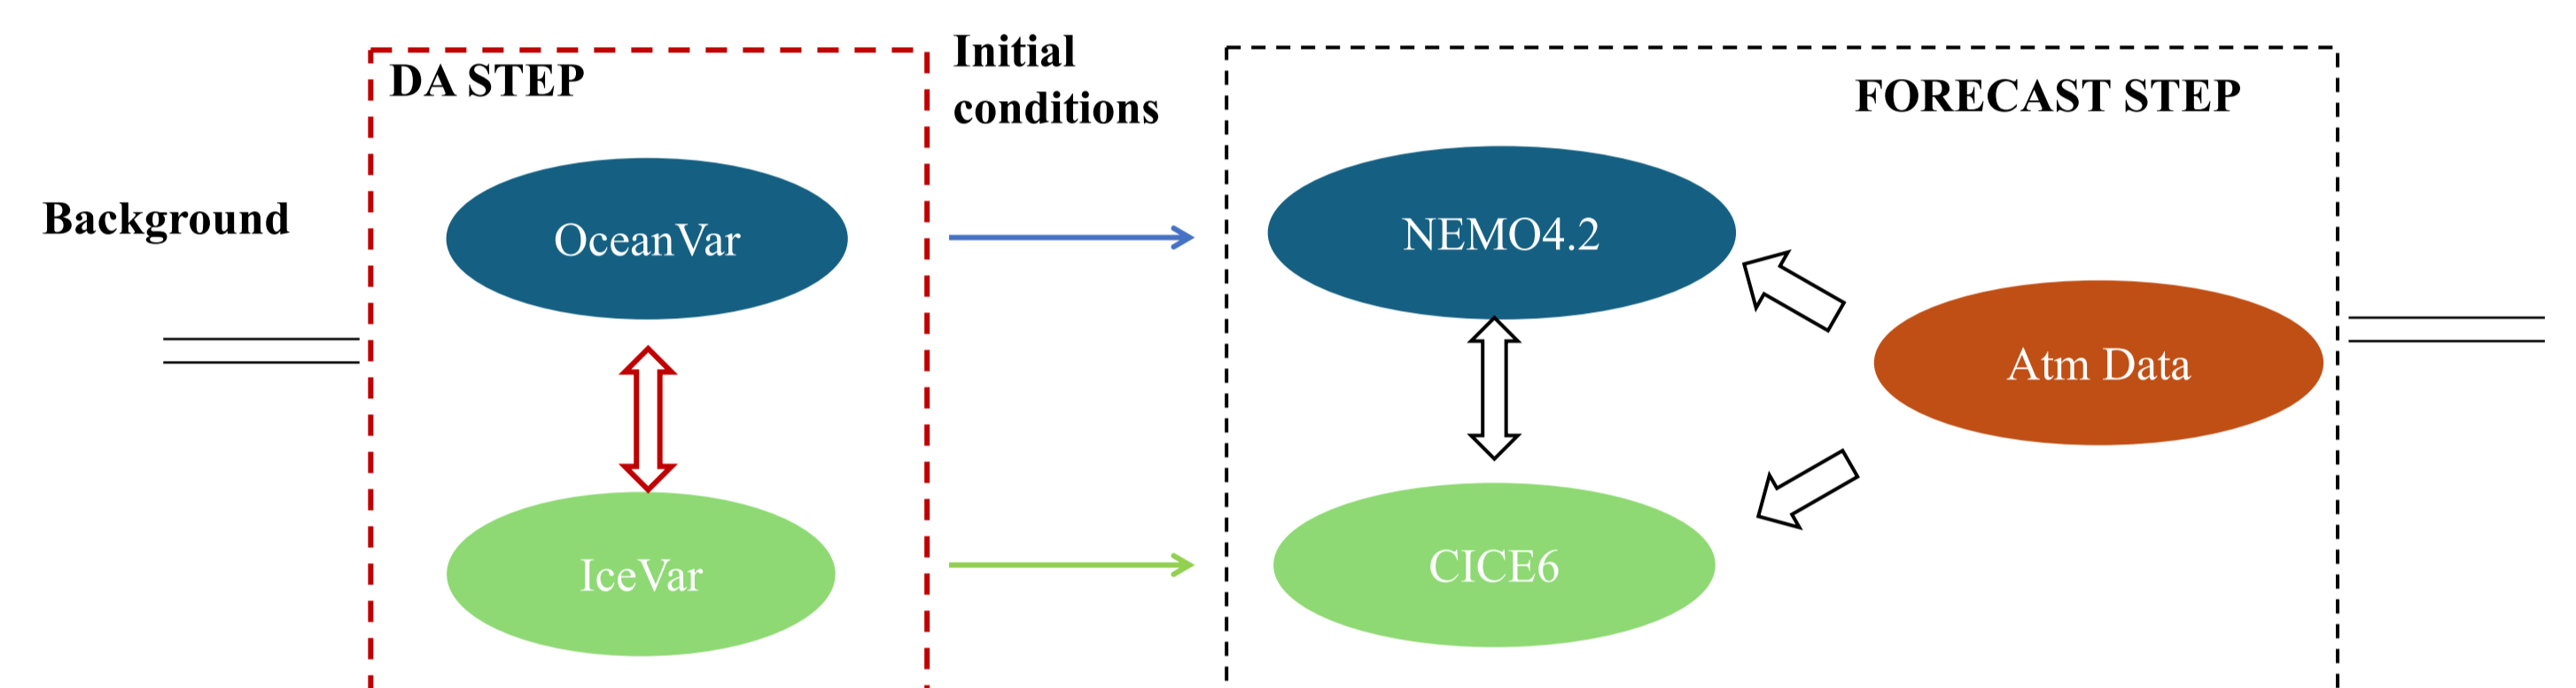 Background
DA STEP
OceanVar
IceVar
Initial
conditions
FORECAST STEP
NEMO4.2
CICE6
Atm Data